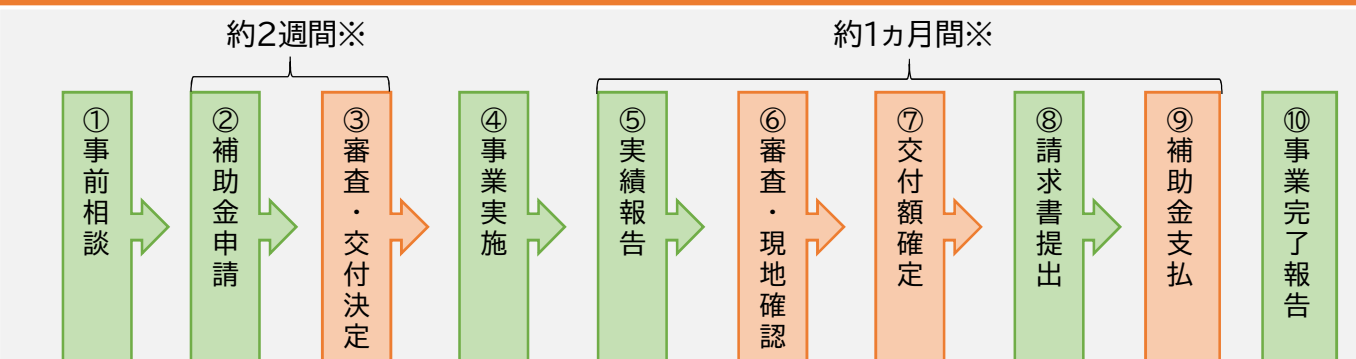 約2週間※
約1ヵ月間※
①事前相談
②補助金申請
③審査・交付決定
④事業実施
⑤実績報告
⑥審査・現地確認
⑦交付額確定
⑧請求書提出
⑨補助金支払
⑩事業完了報告